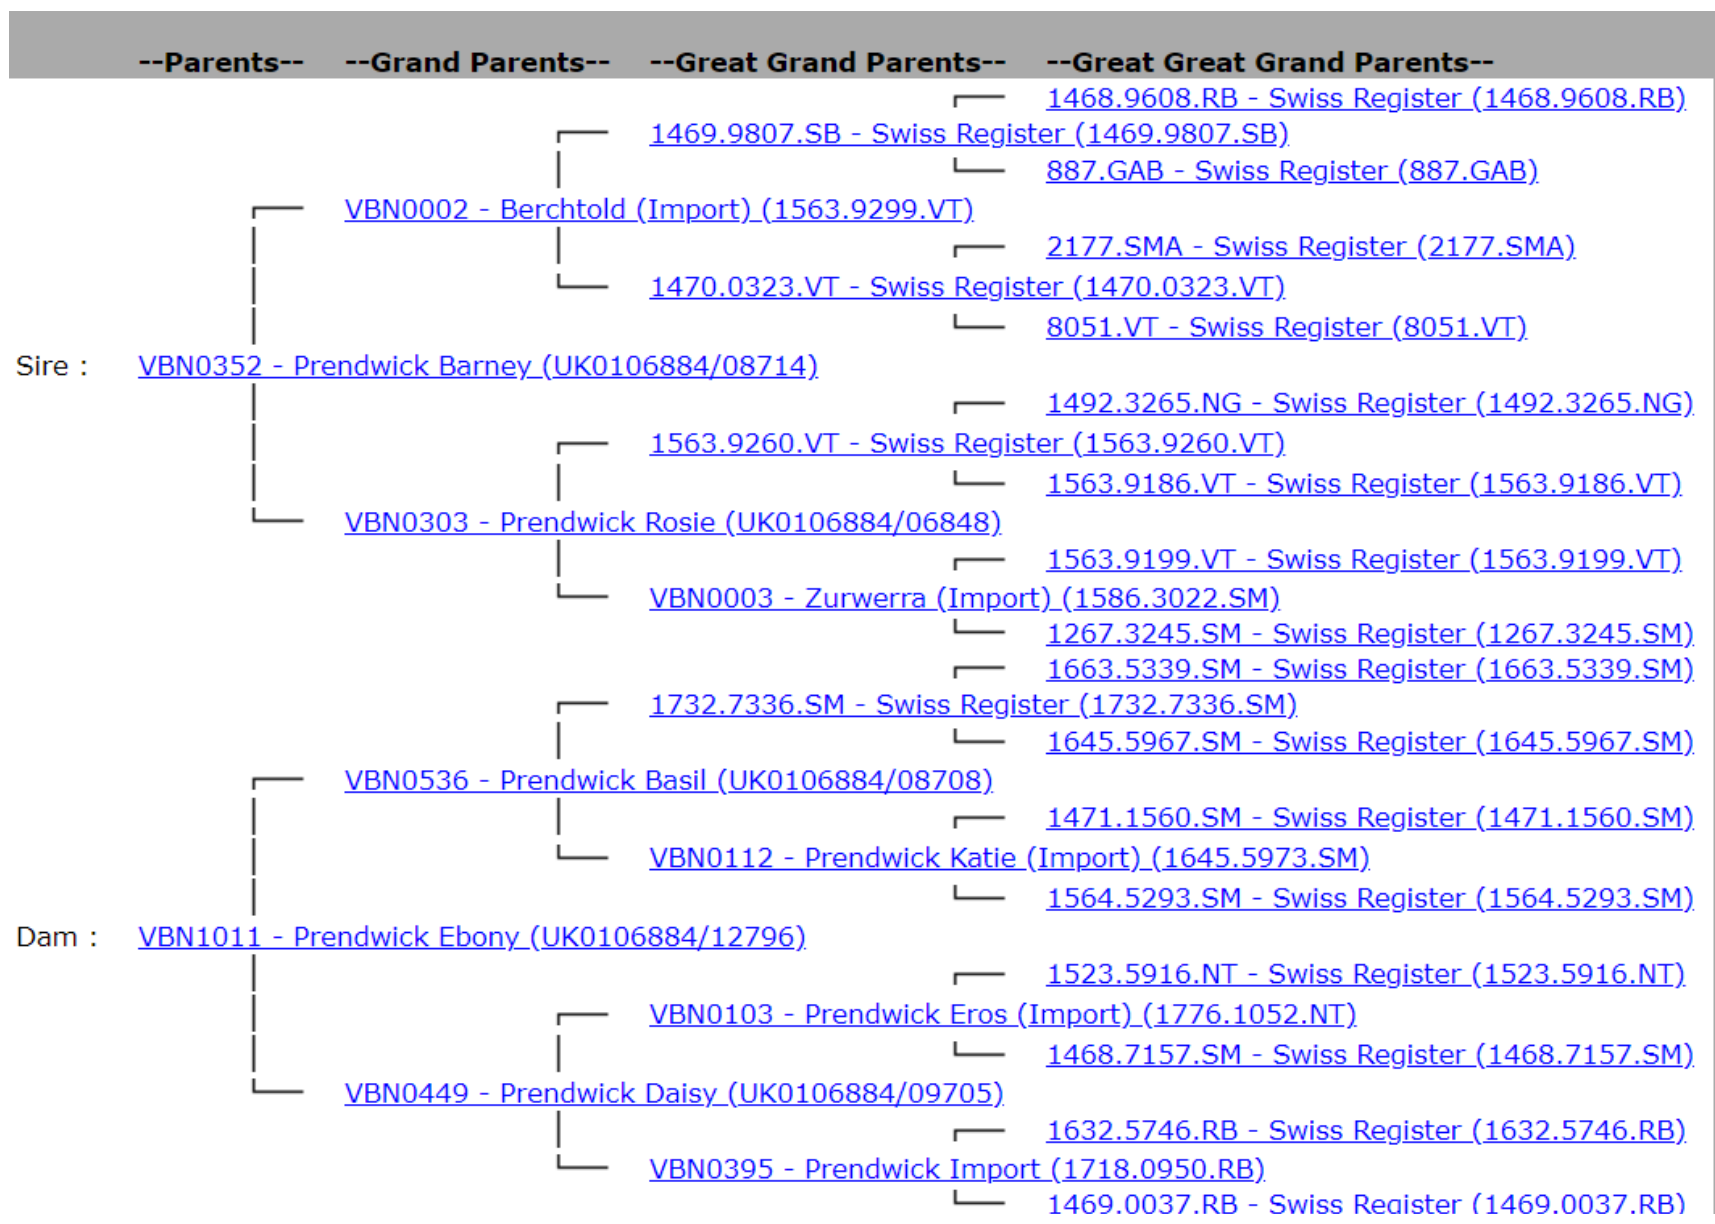 --Parents-- --Grand Parents-- --Great Grand Parents-- --Great Great Grand Parents--
1468.9608.RB - Swiss Register (1468.9608.RB)
1469.9807.SB - Swiss Register (1469.9807.SB)
887.GAB - Swiss Register (887.GAB)
VBN0002 - Berchtold (Import) (1563.9299.VT)
2177.SMA - Swiss Register (2177.SMA)
1470.0323.VT - Swiss Register (1470.0323.VT)
8051.VT - Swiss Register (8051.VT)
Sire : VBN0352 - Prendwick Barney (UK0106884/08714)
1492.3265.NG - Swiss Register (1492.3265.NG)
1563.9260.VT - Swiss Register (1563.9260.VT)
1563.9186.VT - Swiss Register (1563.9186.VT)
VBN0303 - Prendwick Rosie (UK0106884/06848)
1563.9199.VT - Swiss Register (1563.9199.VT)
VBN0003 - Zurwerra (Import) (1586.3022.SM)
1267.3245.SM - Swiss Register (1267.3245.SM)
1663.5339.SM - Swiss Register (1663.5339.SM)
1732.7336.SM - Swiss Register (1732.7336.SM)
1645.5967.SM - Swiss Register (1645.5967.SM)
VBN0536 - Prendwick Basil (UK0106884/08708)
1471.1560.SM - Swiss Register (1471.1560.SM)
VBN0112 - Prendwick Katie (Import) (1645.5973.SM)
1564.5293.SM - Swiss Register (1564.5293.SM)
Dam : VBN1011 - Prendwick Ebony (UK0106884/12796)
1523.5916.NT - Swiss Register (1523.5916.NT)
VBN0103 - Prendwick Eros (Import) (1776.1052.NT)
1468.7157.SM - Swiss Register (1468.7157.SM)
VBN0449 - Prendwick Daisy (UK0106884/09705)
1632.5746.RB - Swiss Register (1632.5746.RB)
VBN0395 - Prendwick Import (1718.0950.RB)
1469.0037.RB - Swiss Register (1469.0037.RB)